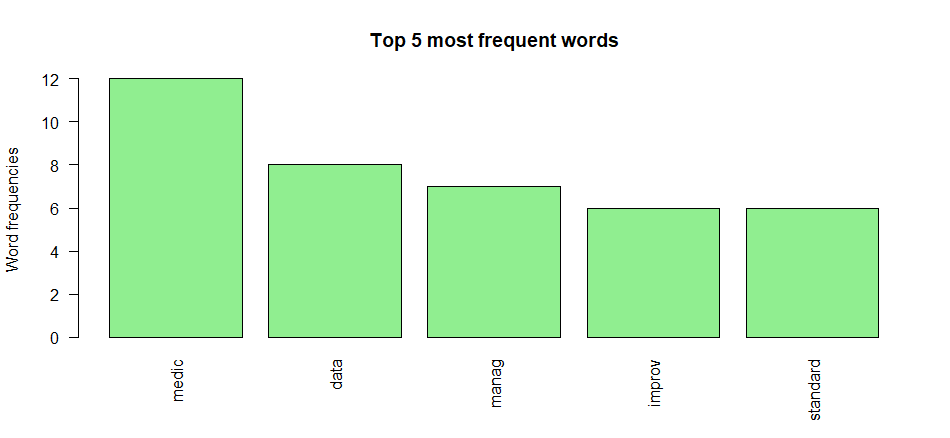 Top 5 most frequent words
Word frequencies
12
10
8
6
4
2
0
medic
data
manag
improv
standard